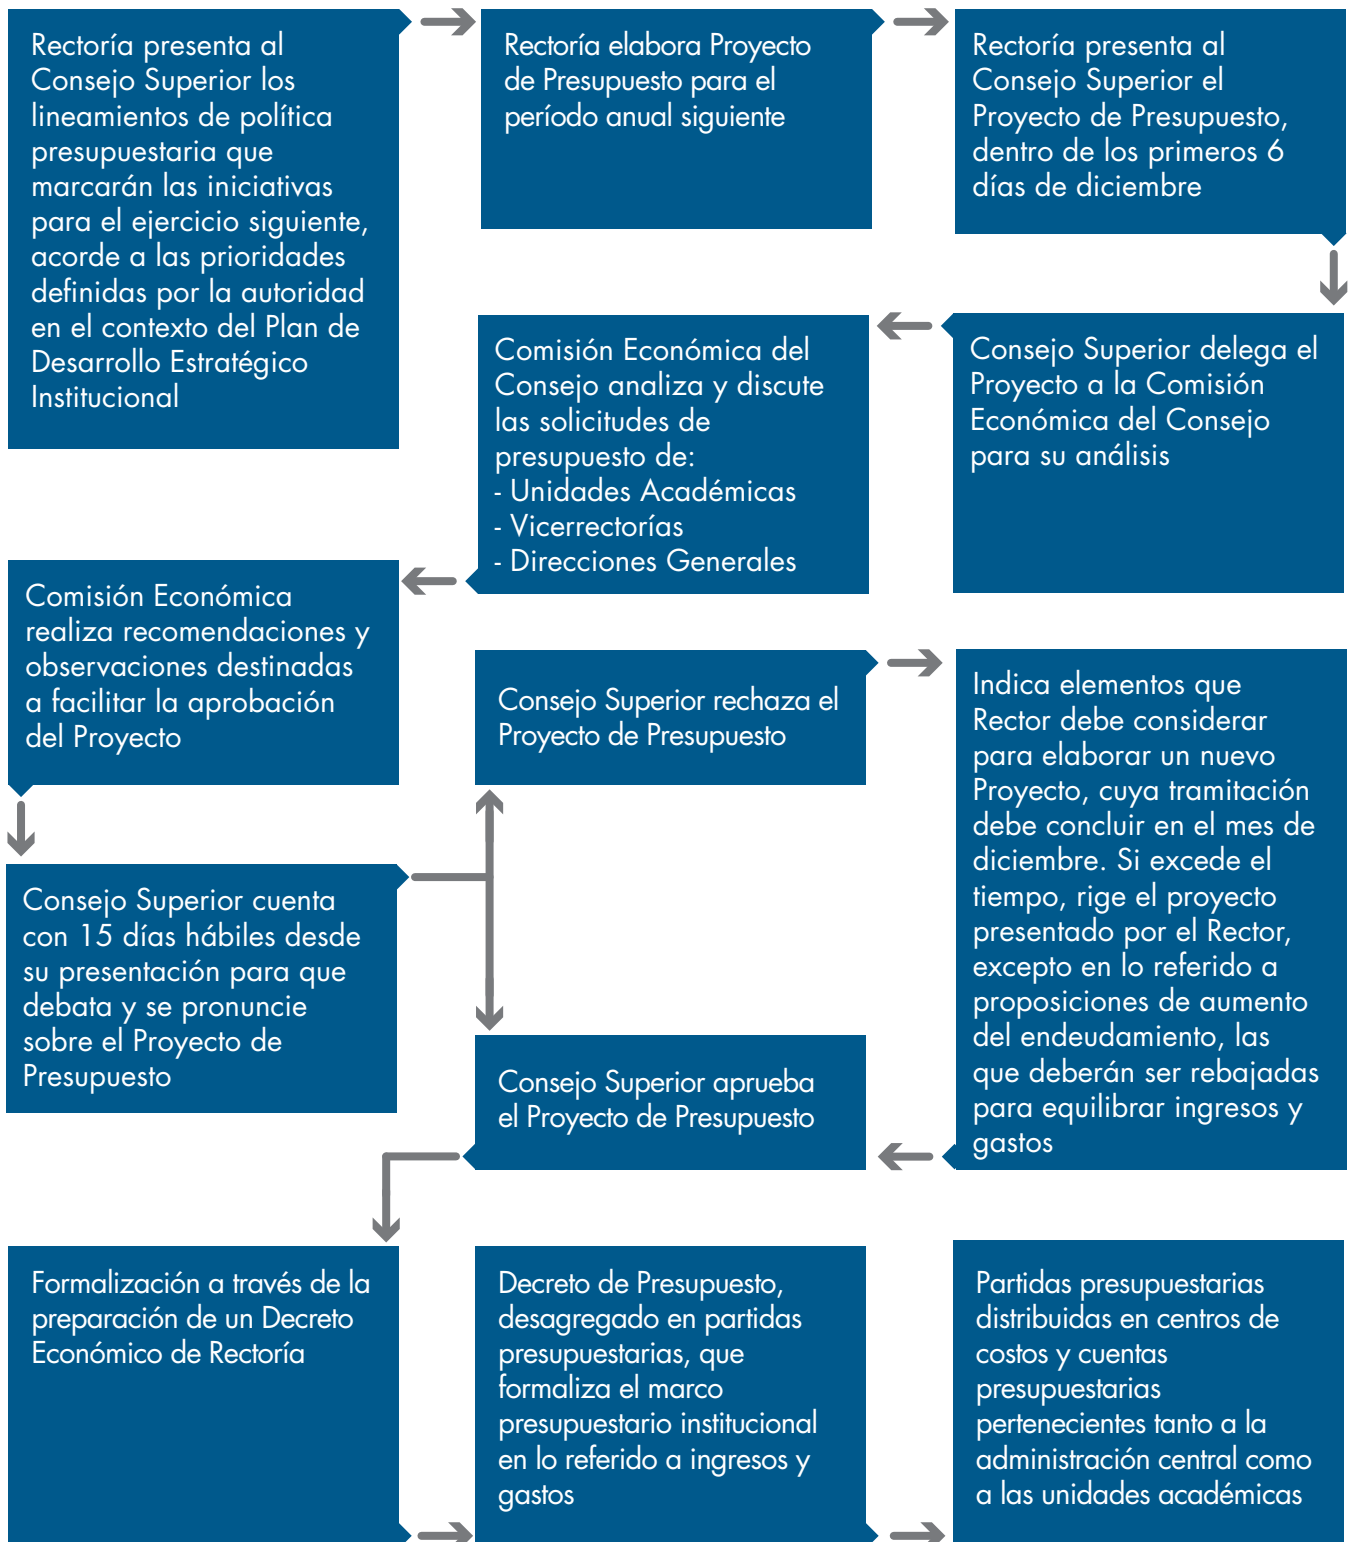 Rectoría presenta al
Consejo Superior los
lineamientos de política
presupuestaria que
marcarán las iniciativas
para el ejercicio siguiente,
acorde a las prioridades
definidas por la autoridad
en el contexto del Plan de
Desarrollo Estratégico
Institucional
Rectoría elabora Proyecto
de Presupuesto para el
período anual siguiente
Rectoría presenta al
Consejo Superior el
Proyecto de Presupuesto,
dentro de los primeros 6
días de diciembre
Consejo Superior delega el
Proyecto a la Comisión
Económica del Consejo
para su análisis
Comisión Económica del
Consejo analiza y discute
las solicitudes de
presupuesto de:
- Unidades Académicas
- Vicerrectorías
- Direcciones Generales
Comisión Económica
realiza recomendaciones y
observaciones destinadas
a facilitar la aprobación
del Proyecto
Consejo Superior cuenta
con 15 días hábiles desde
su presentación para que
debata y se pronuncie
sobre el Proyecto de
Presupuesto
Consejo Superior rechaza el
Proyecto de Presupuesto
Indica elementos que
Rector debe considerar
para elaborar un nuevo
Proyecto, cuya tramitación
debe concluir en el mes de
diciembre. Si excede el
tiempo, rige el proyecto
presentado por el Rector,
excepto en lo referido a
proposiciones de aumento
del endeudamiento, las
que deberán ser rebajadas
para equilibrar ingresos y
gastos
Consejo Superior aprueba
el Proyecto de Presupuesto
Formalización a través de la
preparación de un Decreto
Económico de Rectoría
Decreto de Presupuesto,
desagregado en partidas
presupuestarias, que
formaliza el marco
presupuestario institucional
en lo referido a ingresos y
gastos
Partidas presupuestarias
distribuidas en centros de
costos y cuentas
presupuestarias
pertenecientes tanto a la
administración central como
a las unidades académicas